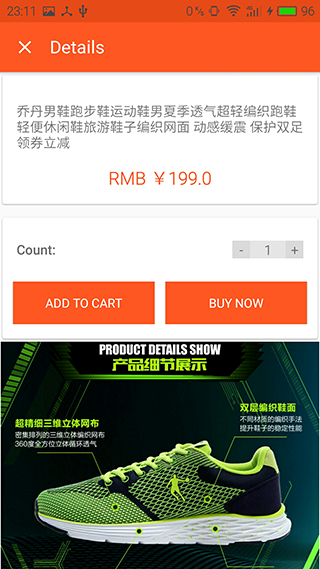 23:11
0% 4G 96
Details
乔丹男鞋跑步鞋运动鞋男夏季透气超轻编织跑鞋
轻便休闲鞋旅游鞋子编织网面 动感缓震 保护双足
领券立减
RMB ￥199.0
Count:
- 1 +
ADD TO CART
BUY NOW
PRODUCT DETAILS SHOW
产品细节展示
双层编织鞋面
不同材质的编织手法
提升鞋子的稳定性能
超精细三维立体网布
密集排列的三维立体编织网布
360度全方位立体循环透气